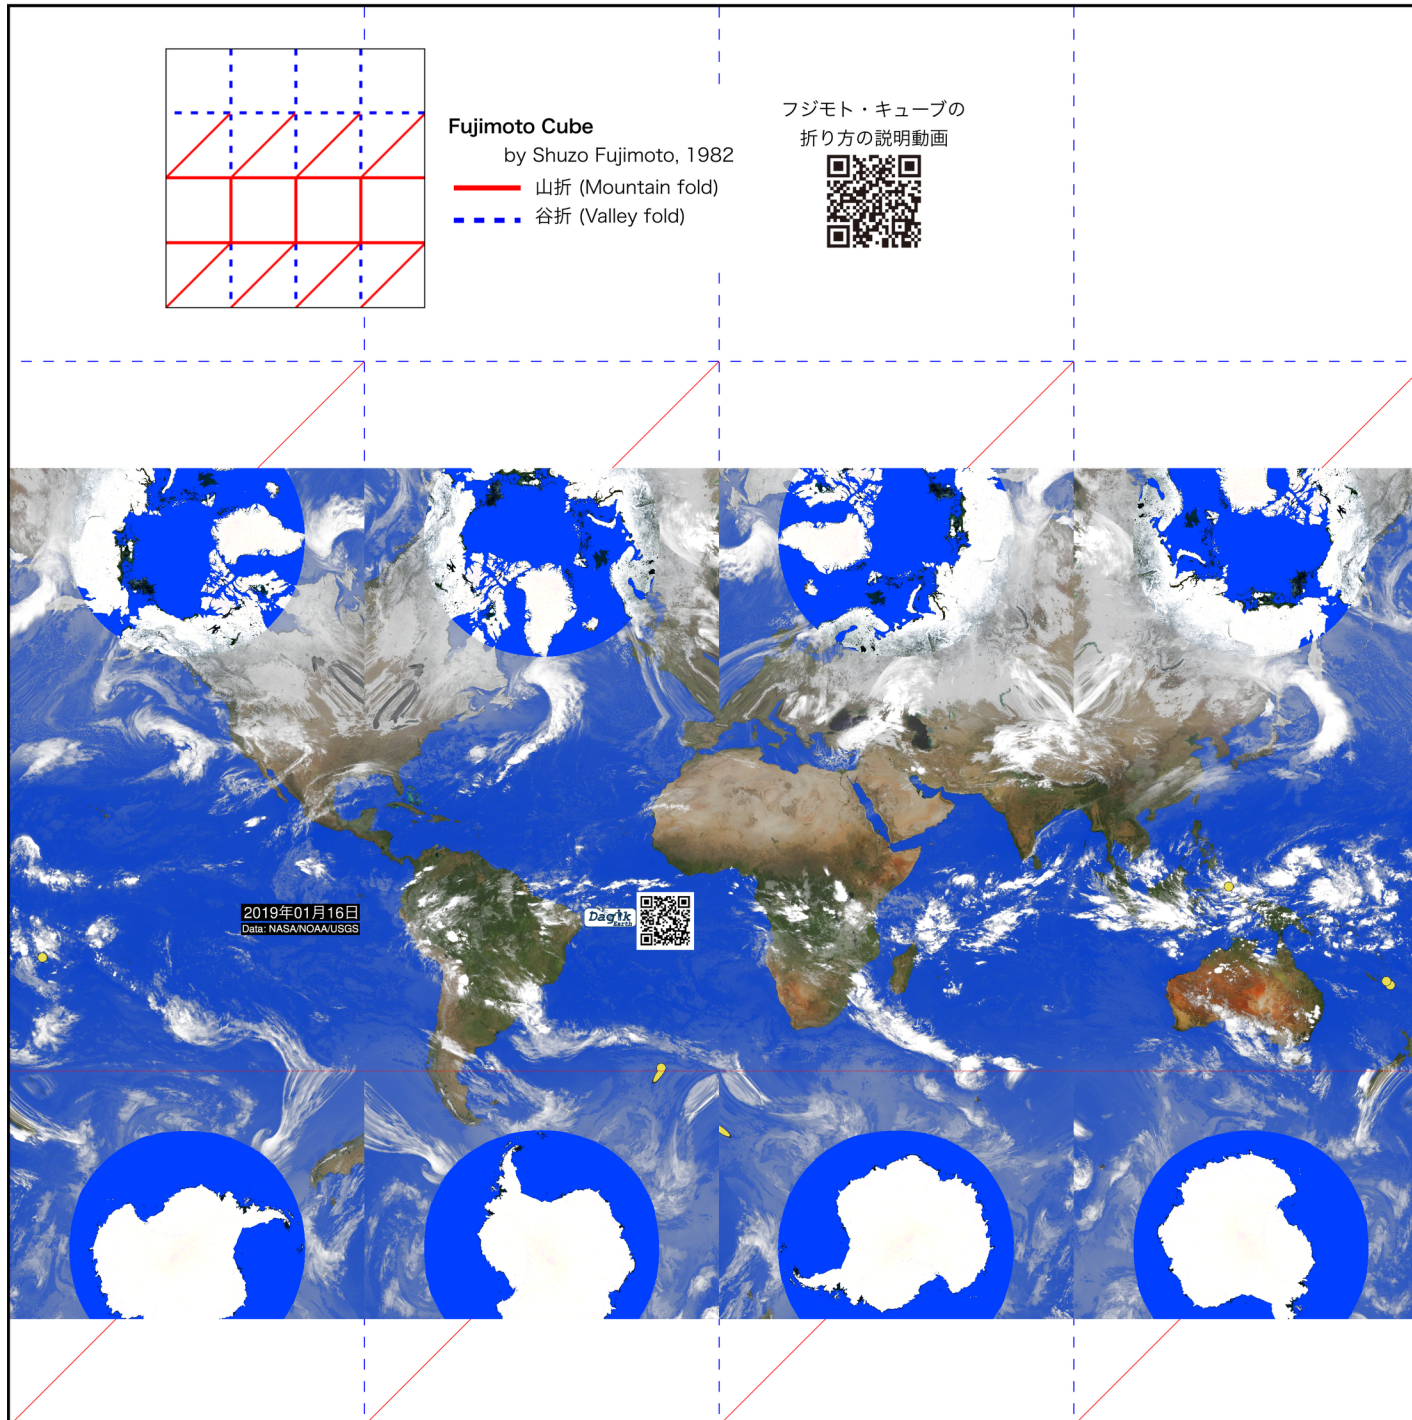 Fujimoto Cube
by Shuzo Fujimoto, 1982
山折 (Mountain fold)
谷折 (Valley fold)
フジモト・キューブの
折り方の説明動画
2019年01月16日
Data: NASA/NOAA/USGS
Dagik
Earth